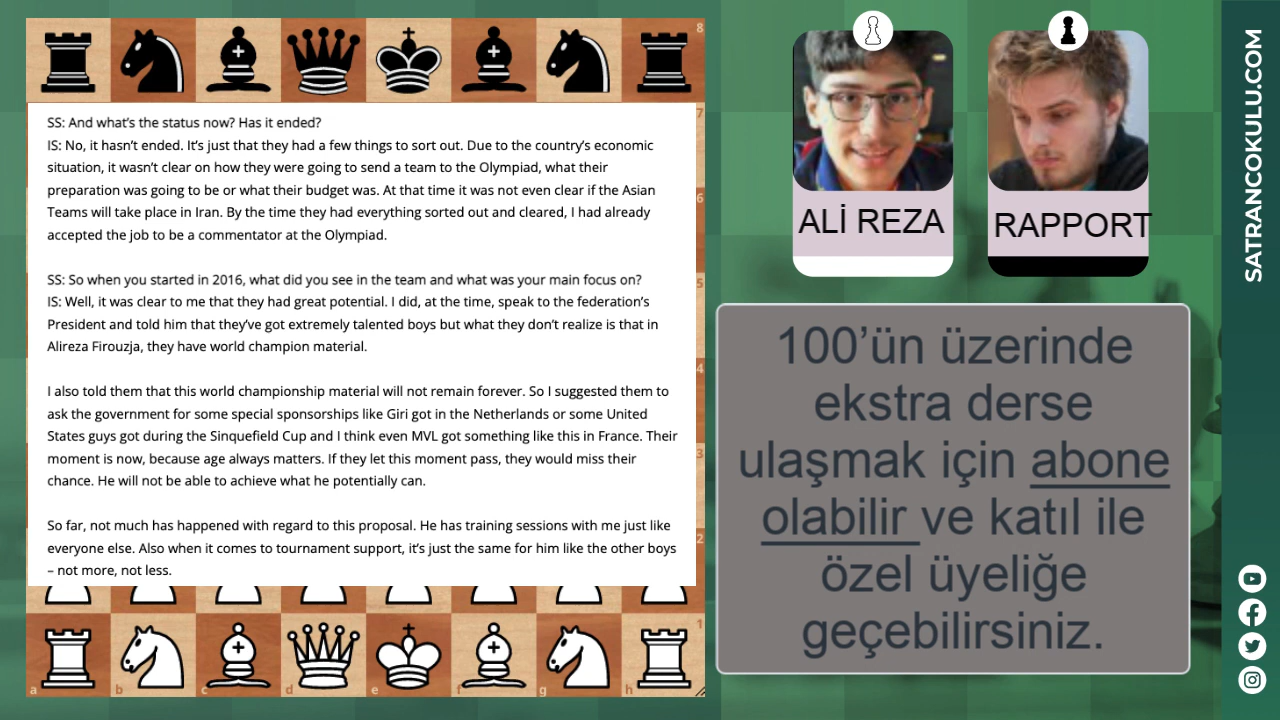 SS: And what’s the status now? Has it ended?
IS: No, it hasn’t ended. It’s just that they had a few things to sort out. Due to the country’s economic
situation, it wasn’t clear on how they were going to send a team to the Olympiad, what their
preparation was going to be or what their budget was. At that time it was not even clear if the Asian
Teams will take place in Iran. By the time they had everything sorted out and cleared, I had already
accepted the job to be a commentator at the Olympiad.
SS: So when you started in 2016, what did you see in the team and what was your main focus on?
IS: Well, it was clear to me that they had great potential. I did, at the time, speak to the federation’s
President and told him that they’ve got extremely talented boys but what they don’t realize is that in
Alireza Firouzja, they have world champion material.
I also told them that this world championship material will not remain forever. So I suggested them to
ask the government for some special sponsorships like Giri got in the Netherlands or some United
States guys got during the Sinquefield Cup and I think even MVL got something like this in France. Their
moment is now, because age always matters. If they let this moment pass, they would miss their
chance. He will not be able to achieve what he potentially can.
So far, not much has happened with regard to this proposal. He has training sessions with me just like
everyone else. Also when it comes to tournament support, it’s just the same for him like the other boys
– not more, not less.
8
7
6
5
4
3
2
1
a
b
c
d
e
f
g
h
ALİ REZA
RAPPORT
100’ün üzerinde
ekstra derse
ulaşmak için abone
olabilir ve katıl ile
özel üyeliğe
geçebilirsiniz.
SATRANCOKULU.COM